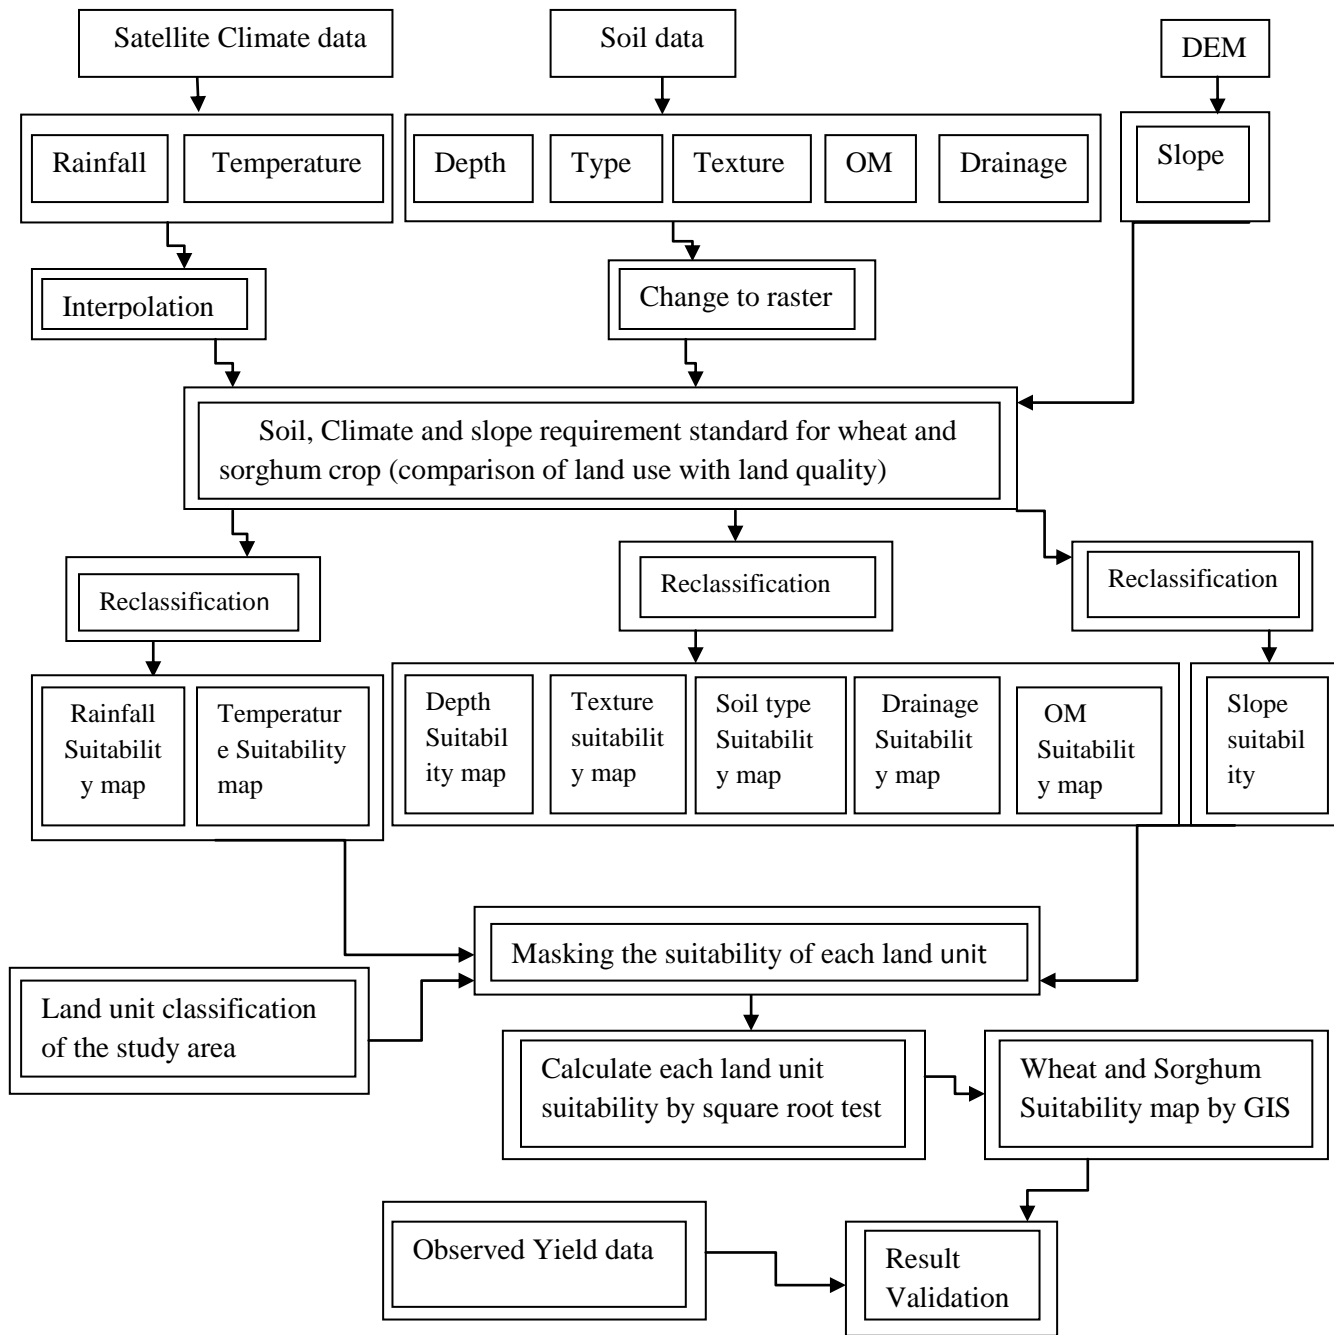 Satellite Climate data
Soil data
DEM
Rainfall
Temperature
Depth
Type
Texture
OM
Drainage
Slope
Interpolation
Change to raster
Soil, Climate and slope requirement standard for wheat and
sorghum crop (comparison of land use with land quality)
Reclassification
Reclassification
Reclassification
Rainfall
Suitabilit
y map
Temperatur
e Suitability
map
Depth
Suitabil
ity map
Texture
suitabilit
y map
Soil type
Suitabilit
y map
Drainage
Suitabilit
y map
OM
Suitabilit
y map
Slope
suitabil
ity
Masking the suitability of each land unit
Land unit classification
of the study area
Calculate each land unit
suitability by square root test
Wheat and Sorghum
Suitability map by GIS
Observed Yield data
Result
Validation